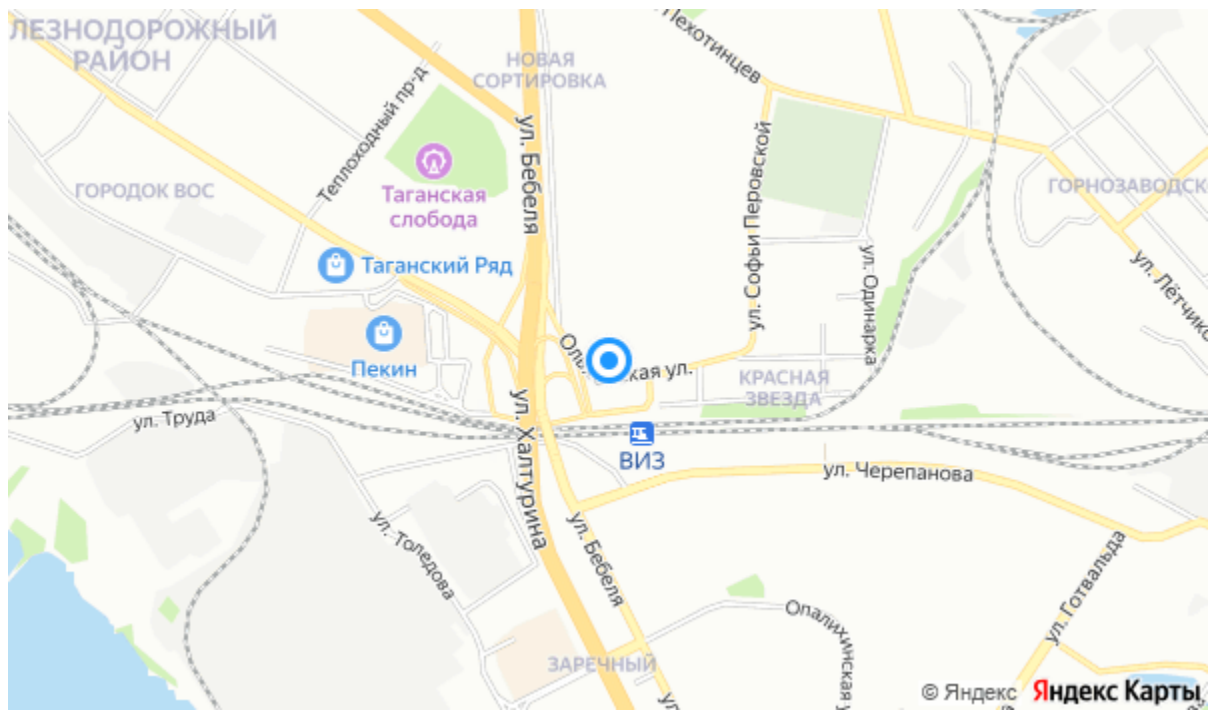 ЛЕЗНОДОРОЖНЫЙ
РАЙОН
НОВАЯ
СОРТИРОВКА
Пехотинцев
Теплоходный пр-д
ул. Бебеля
ул. Софьи Перовской
Таганская
слобода
ГОРОДОК ВОС
ГОРНОЗАВОДСК
ул. Одинарка
ул. Лётчико
Таганский Ряд
Пекин
ская ул.
КРАСНАЯ
ЗВЕЗДА
ул. Труда
ул. Халтурина
ВИЗ
ул. Черепанова
ул. Толедова
ул. Бебеля
ул. Готвальда
Опалихинская у
ЗАРЕЧНЫЙ
© Яндекс Яндекс Карты